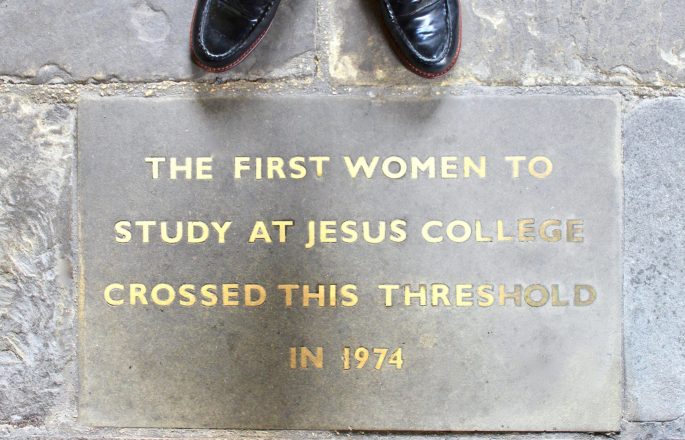 THE FIRST WOMEN TO
STUDY AT JESUS COLLEGE
CROSSED THIS THRESHOLD
IN 1974